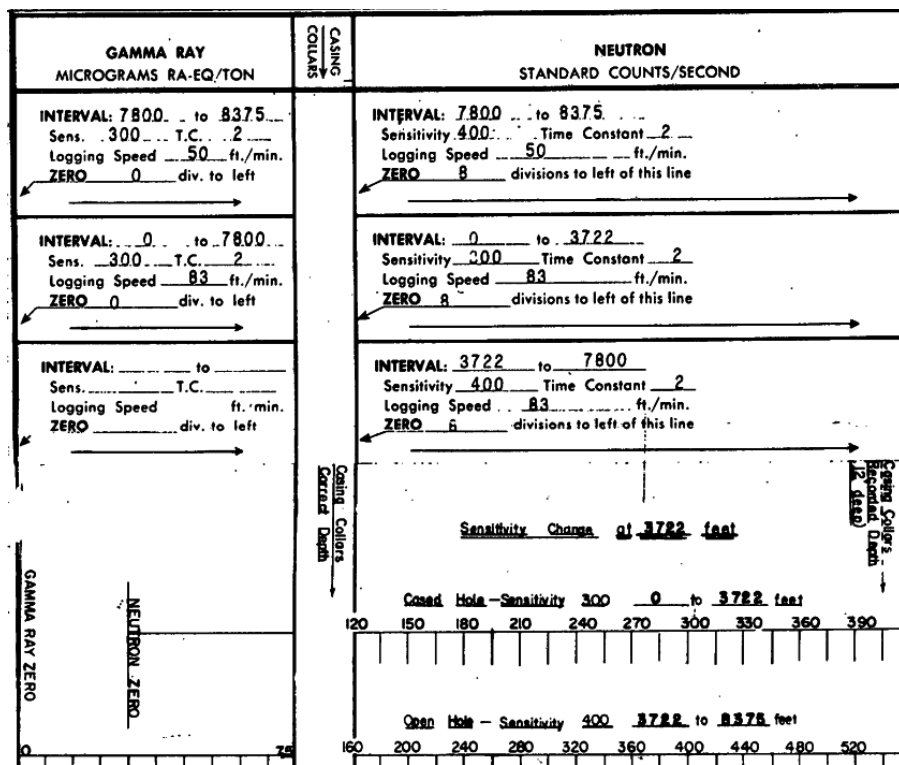 GAMMA RAY
MICROGRAMS RA-EQ/TON
CASING
COLLARS
NEUTRON
STANDARD COUNTS/SECOND
INTERVAL: 7800 to 8375
Sens. 300 T.C. 2
Logging Speed 50 ft./min.
ZERO 0 div. to left
INTERVAL: 7800 to 8375
Sensitivity 400 Time Constant 2
Logging Speed 50 ft./min.
ZERO 8 divisions to left of this line
INTERVAL: 0 to 7800
Sens. 300 T.C. 2
Logging Speed 83 ft./min.
ZERO 0 div. to left
INTERVAL: 0 to 3722
Sensitivity 300 Time Constant 2
Logging Speed 83 ft./min.
ZERO 8 divisions to left of this line
INTERVAL: to
Sens. T.C.
Logging Speed ft./min.
ZERO div. to left
INTERVAL: 3722 to 7800
Sensitivity 400 Time Constant 2
Logging Speed 83 ft./min.
ZERO 6 divisions to left of this line
Casing Collars
Correct Depth
Casing Collars
Recorded Depth
(12 deep)
Sensitivity Change at 3722 feet
Cased Hole - Sensitivity 300 0 to 3722 feet
GAMMA RAY ZERO
NEUTRON ZERO
120 180 210 240 270 300 330 360 390
Open Hole - Sensitivity 400 3722 to 8375 feet
0 75
160 200 240 280 320 360 400 440 480 520